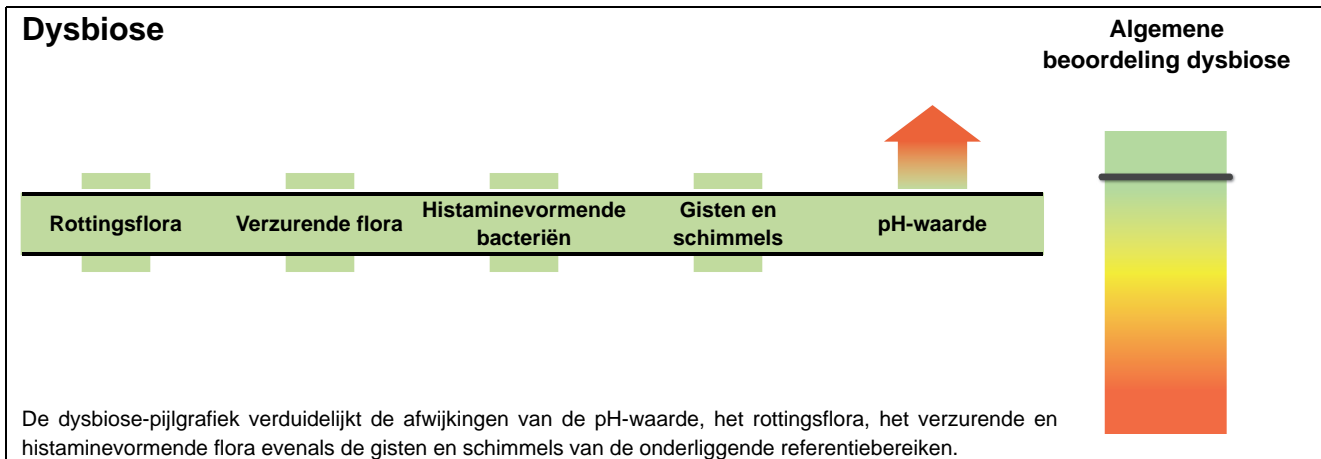 Dysbiose
Algemene
beoordeling dysbiose
Rottingsflora
Verzurende flora
Histaminevormende
bacteriën
Gisten en
schimmels
pH-waarde
De dysbiose-pijlgrafiek verduidelijkt de afwijkingen van de pH-waarde, het rottingsflora, het verzurende en
histaminevormende flora evenals de gisten en schimmels van de onderliggende referentiebereiken.